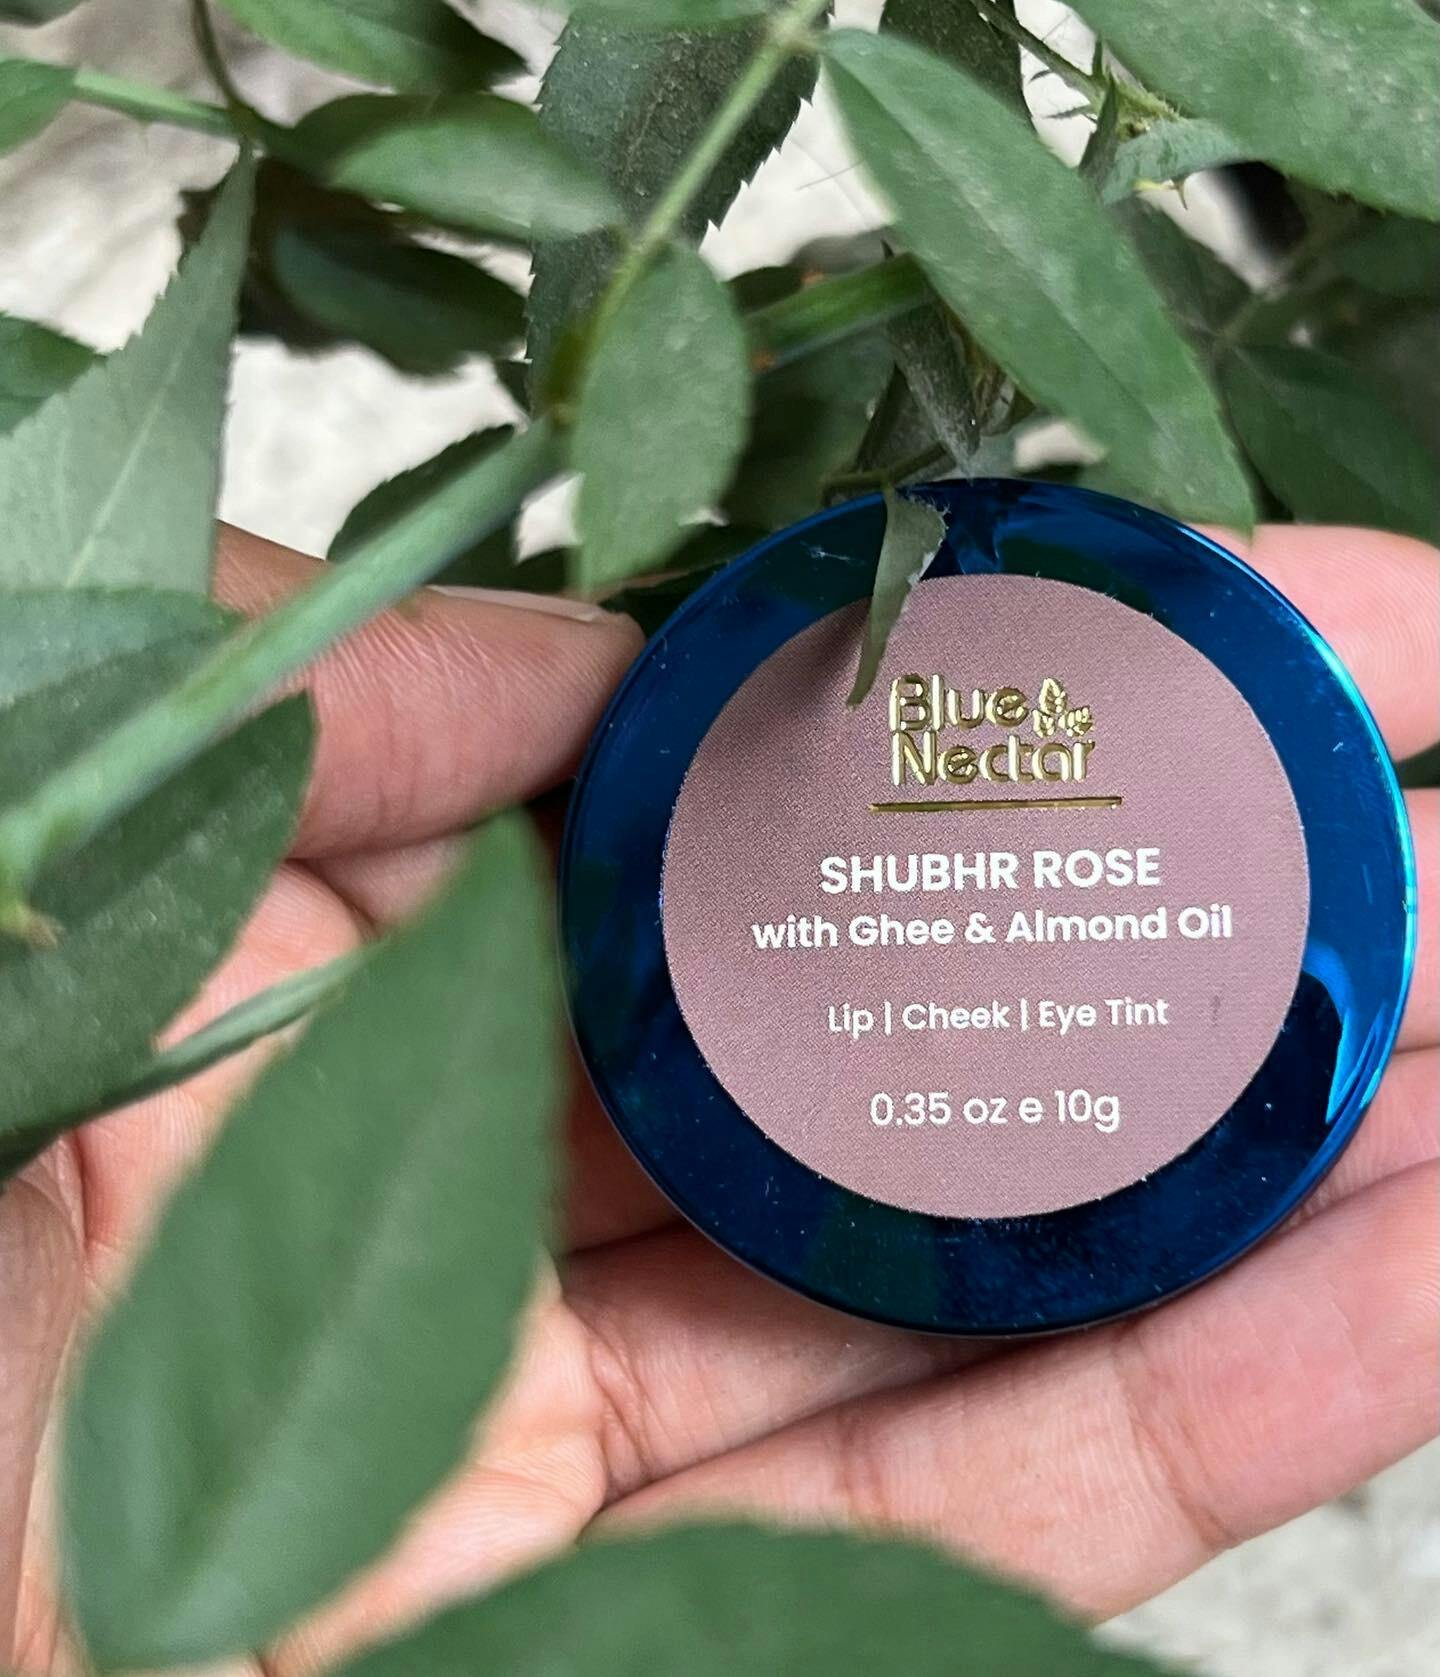 Blue
Nectar
SHUBHR ROSE
with Ghee & Almond Oil
Lip | Cheek | Eye Tint
0.35 oz e 10g